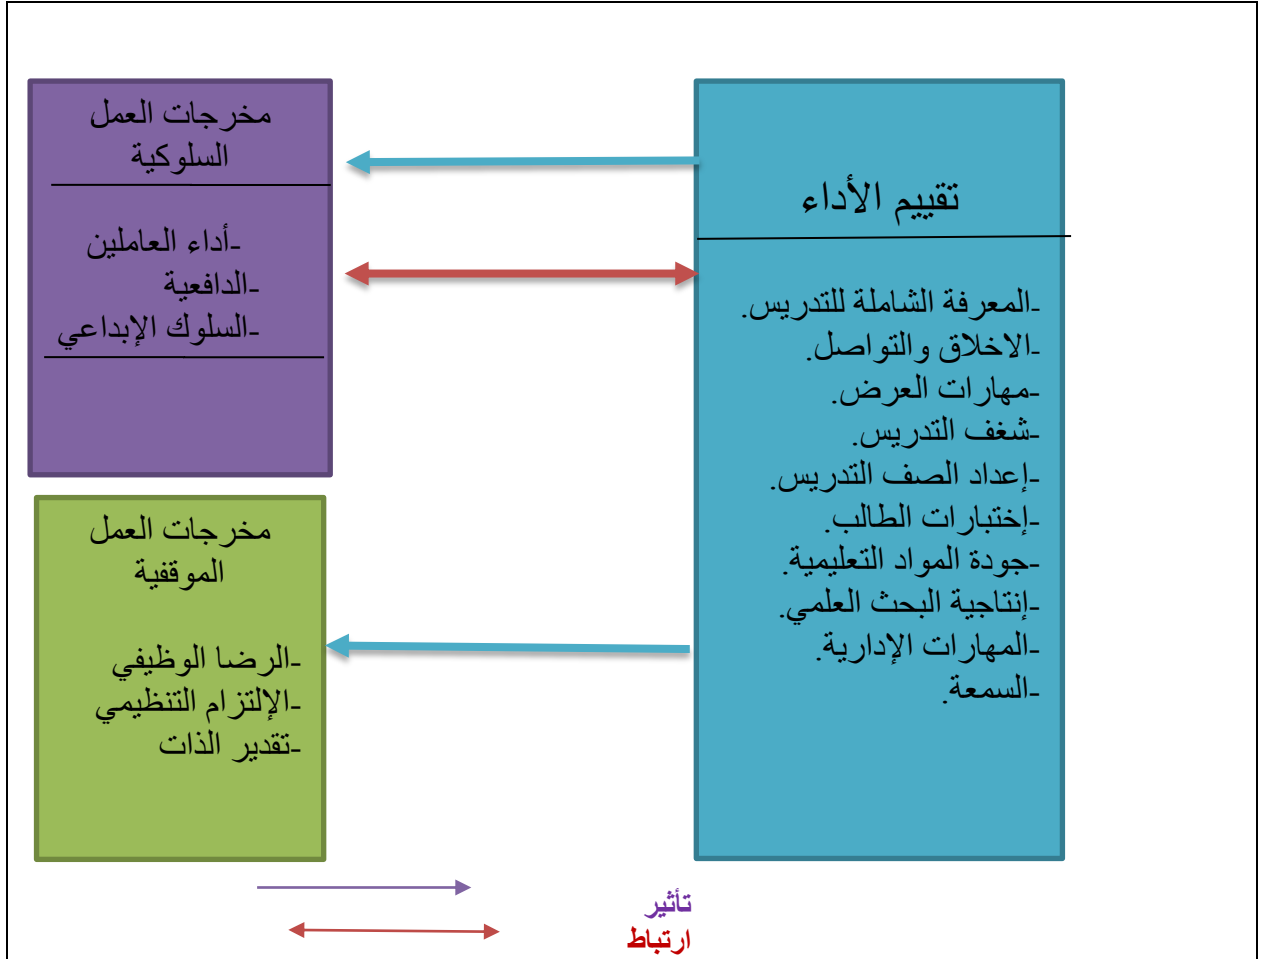 تقييم الأداء
-المعرفة الشاملة للتدريس.
-الاخلاق والتواصل.
-مهارات العرض.
-شغف التدريس.
-إعداد الصف التدريس.
-إختبارات الطالب.
-جودة المواد التعليمية.
-إنتاجية البحث العلمي.
-المهارات الإدارية.
-السمعة.
مخرجات العمل
السلوكية
-أداء العاملين
-الدافعية
-السلوك الإبداعي
مخرجات العمل
الموقفية
-الرضا الوظيفي
-الإلتزام التنظيمي
-تقدير الذات
تأثير
ارتباط